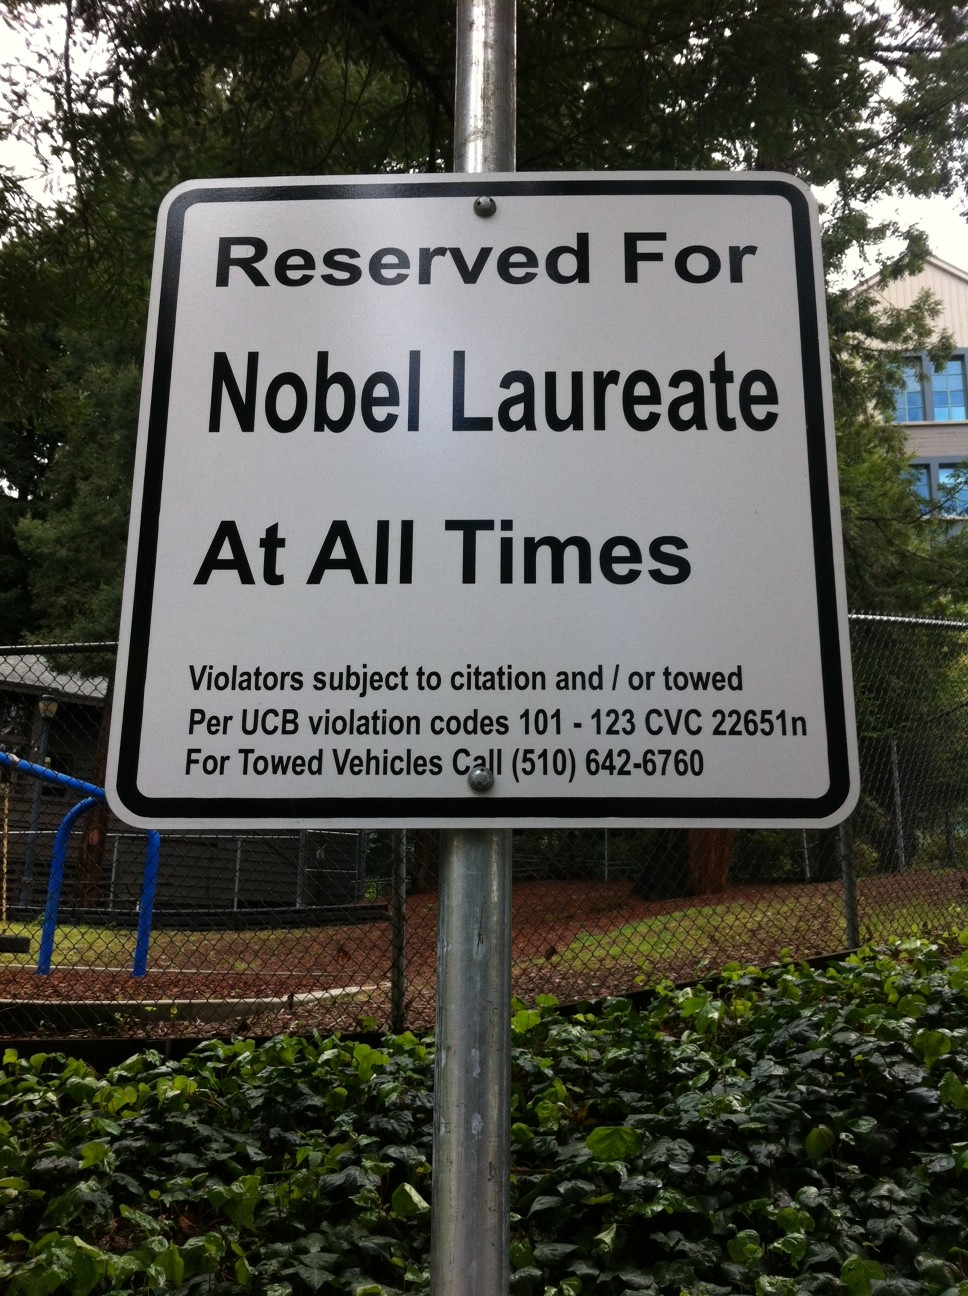 Reserved For
Nobel Laureate
At All Times
Violators subject to citation and / or towed
Per UCB violation codes 101 - 123 CVC 22651n
For Towed Vehicles Call (510) 642-6760